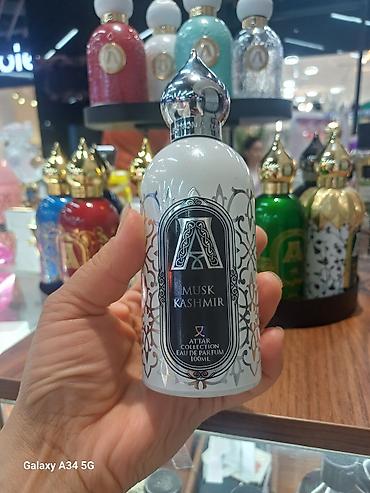 A
MUSK
KASHMIR
ATTAR
COLLECTION
EAU DE PARFUM
100ML
Galaxy A34 5G